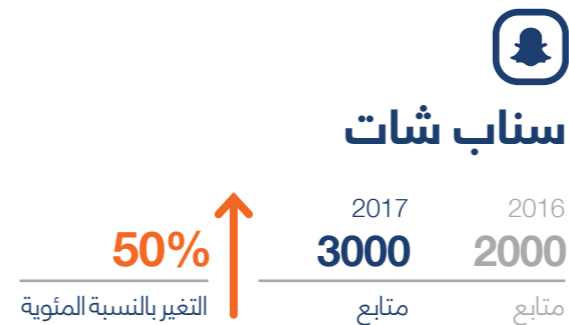 سناب شات
2016 2017
2000 3000 50%
متابع متابع التغير بالنسبة المئوية